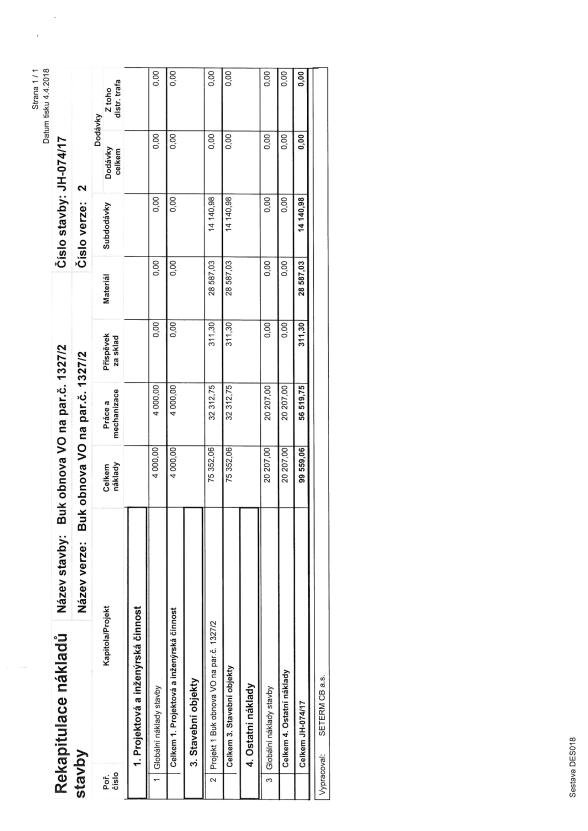 Strana 1 / 1
Datum tisku 4.4.2018
Rekapitulace nákladů stavby
Název stavby: Buk obnova VO na par.č. 1327/2 Číslo stavby: JH-074/17
Název verze: Buk obnova VO na par.č. 1327/2 Číslo verze: 2
Poř. číslo Kapitola/Projekt Celkem náklady Práce a mechanizace Příspěvek za sklad Materiál Subdodávky Dodávky Dodávky celkem Z toho distr. trafa
1. Projektová a inženýrská činnost
1 Globální náklady stavby 4 000,00 4 000,00 0,00 0,00 0,00 0,00 0,00
Celkem 1. Projektová a inženýrská činnost 4 000,00 4 000,00 0,00 0,00 0,00 0,00 0,00
3. Stavební objekty
2 Projekt 1 Buk obnova VO na par.č. 1327/2 75 352,06 32 312,75 311,30 28 587,03 14 140,98 0,00 0,00
Celkem 3. Stavební objekty 75 352,06 32 312,75 311,30 28 587,03 14 140,98 0,00 0,00
4. Ostatní náklady
3 Globální náklady stavby 20 207,00 20 207,00 0,00 0,00 0,00 0,00 0,00
Celkem 4. Ostatní náklady 20 207,00 20 207,00 0,00 0,00 0,00 0,00 0,00
Celkem JH-074/17 99 559,06 56 519,75 311,30 28 587,03 14 140,98 0,00 0,00
Vypracoval: SETERM CB a.s.
Sestava DES018